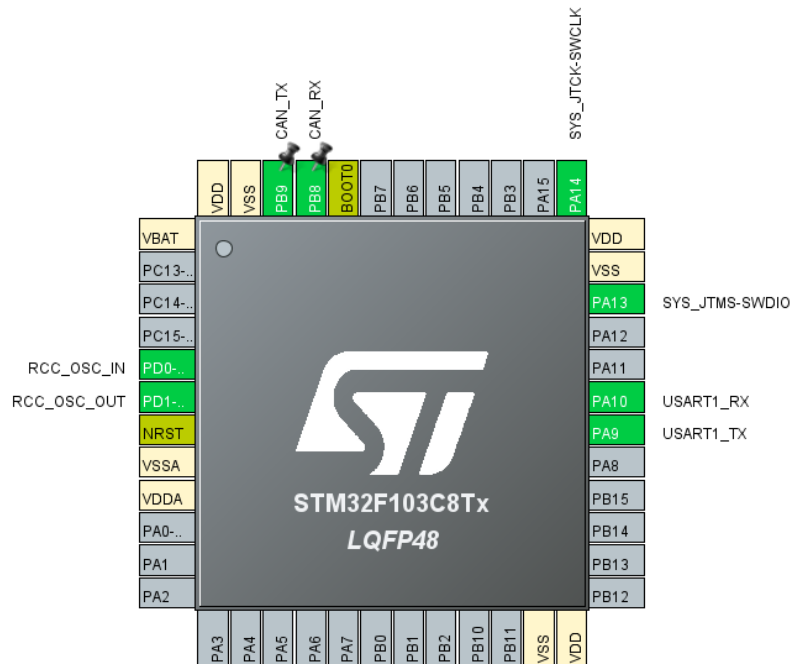 SYS_JTCK-SWCLK
CAN_TX
CAN_RX
VDD
VSS
PB9
PB8
BOOT0
PB7
PB6
PB5
PB4
PB3
PA15
PA14
VBAT
PC13-..
PC14-..
PC15-..
RCC_OSC_IN PD0-..
RCC_OSC_OUT PD1-..
NRST
VSSA
VDDA
PA0-..
PA1
PA2
ST
STM32F103C8Tx
LQFP48
VDD
VSS
PA13 SYS_JTMS-SWDIO
PA12
PA11
PA10 USART1_RX
PA9 USART1_TX
PA8
PB15
PB14
PB13
PB12
PA3
PA4
PA5
PA6
PA7
PB0
PB1
PB2
PB10
PB11
VSS
VDD